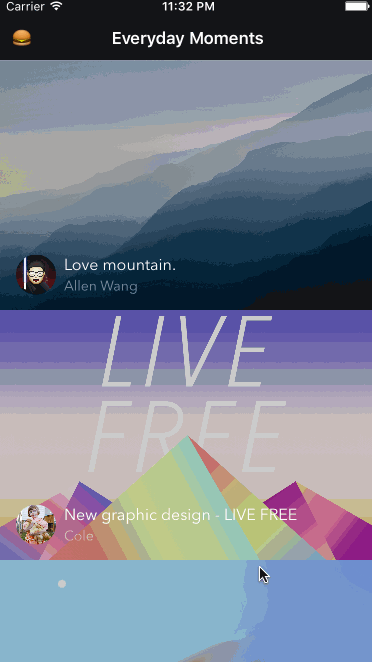 Carrier 11:32 PM
Everyday Moments
Love mountain.
Allen Wang
LIVE
FREE
New graphic design - LIVE FREE
Cole